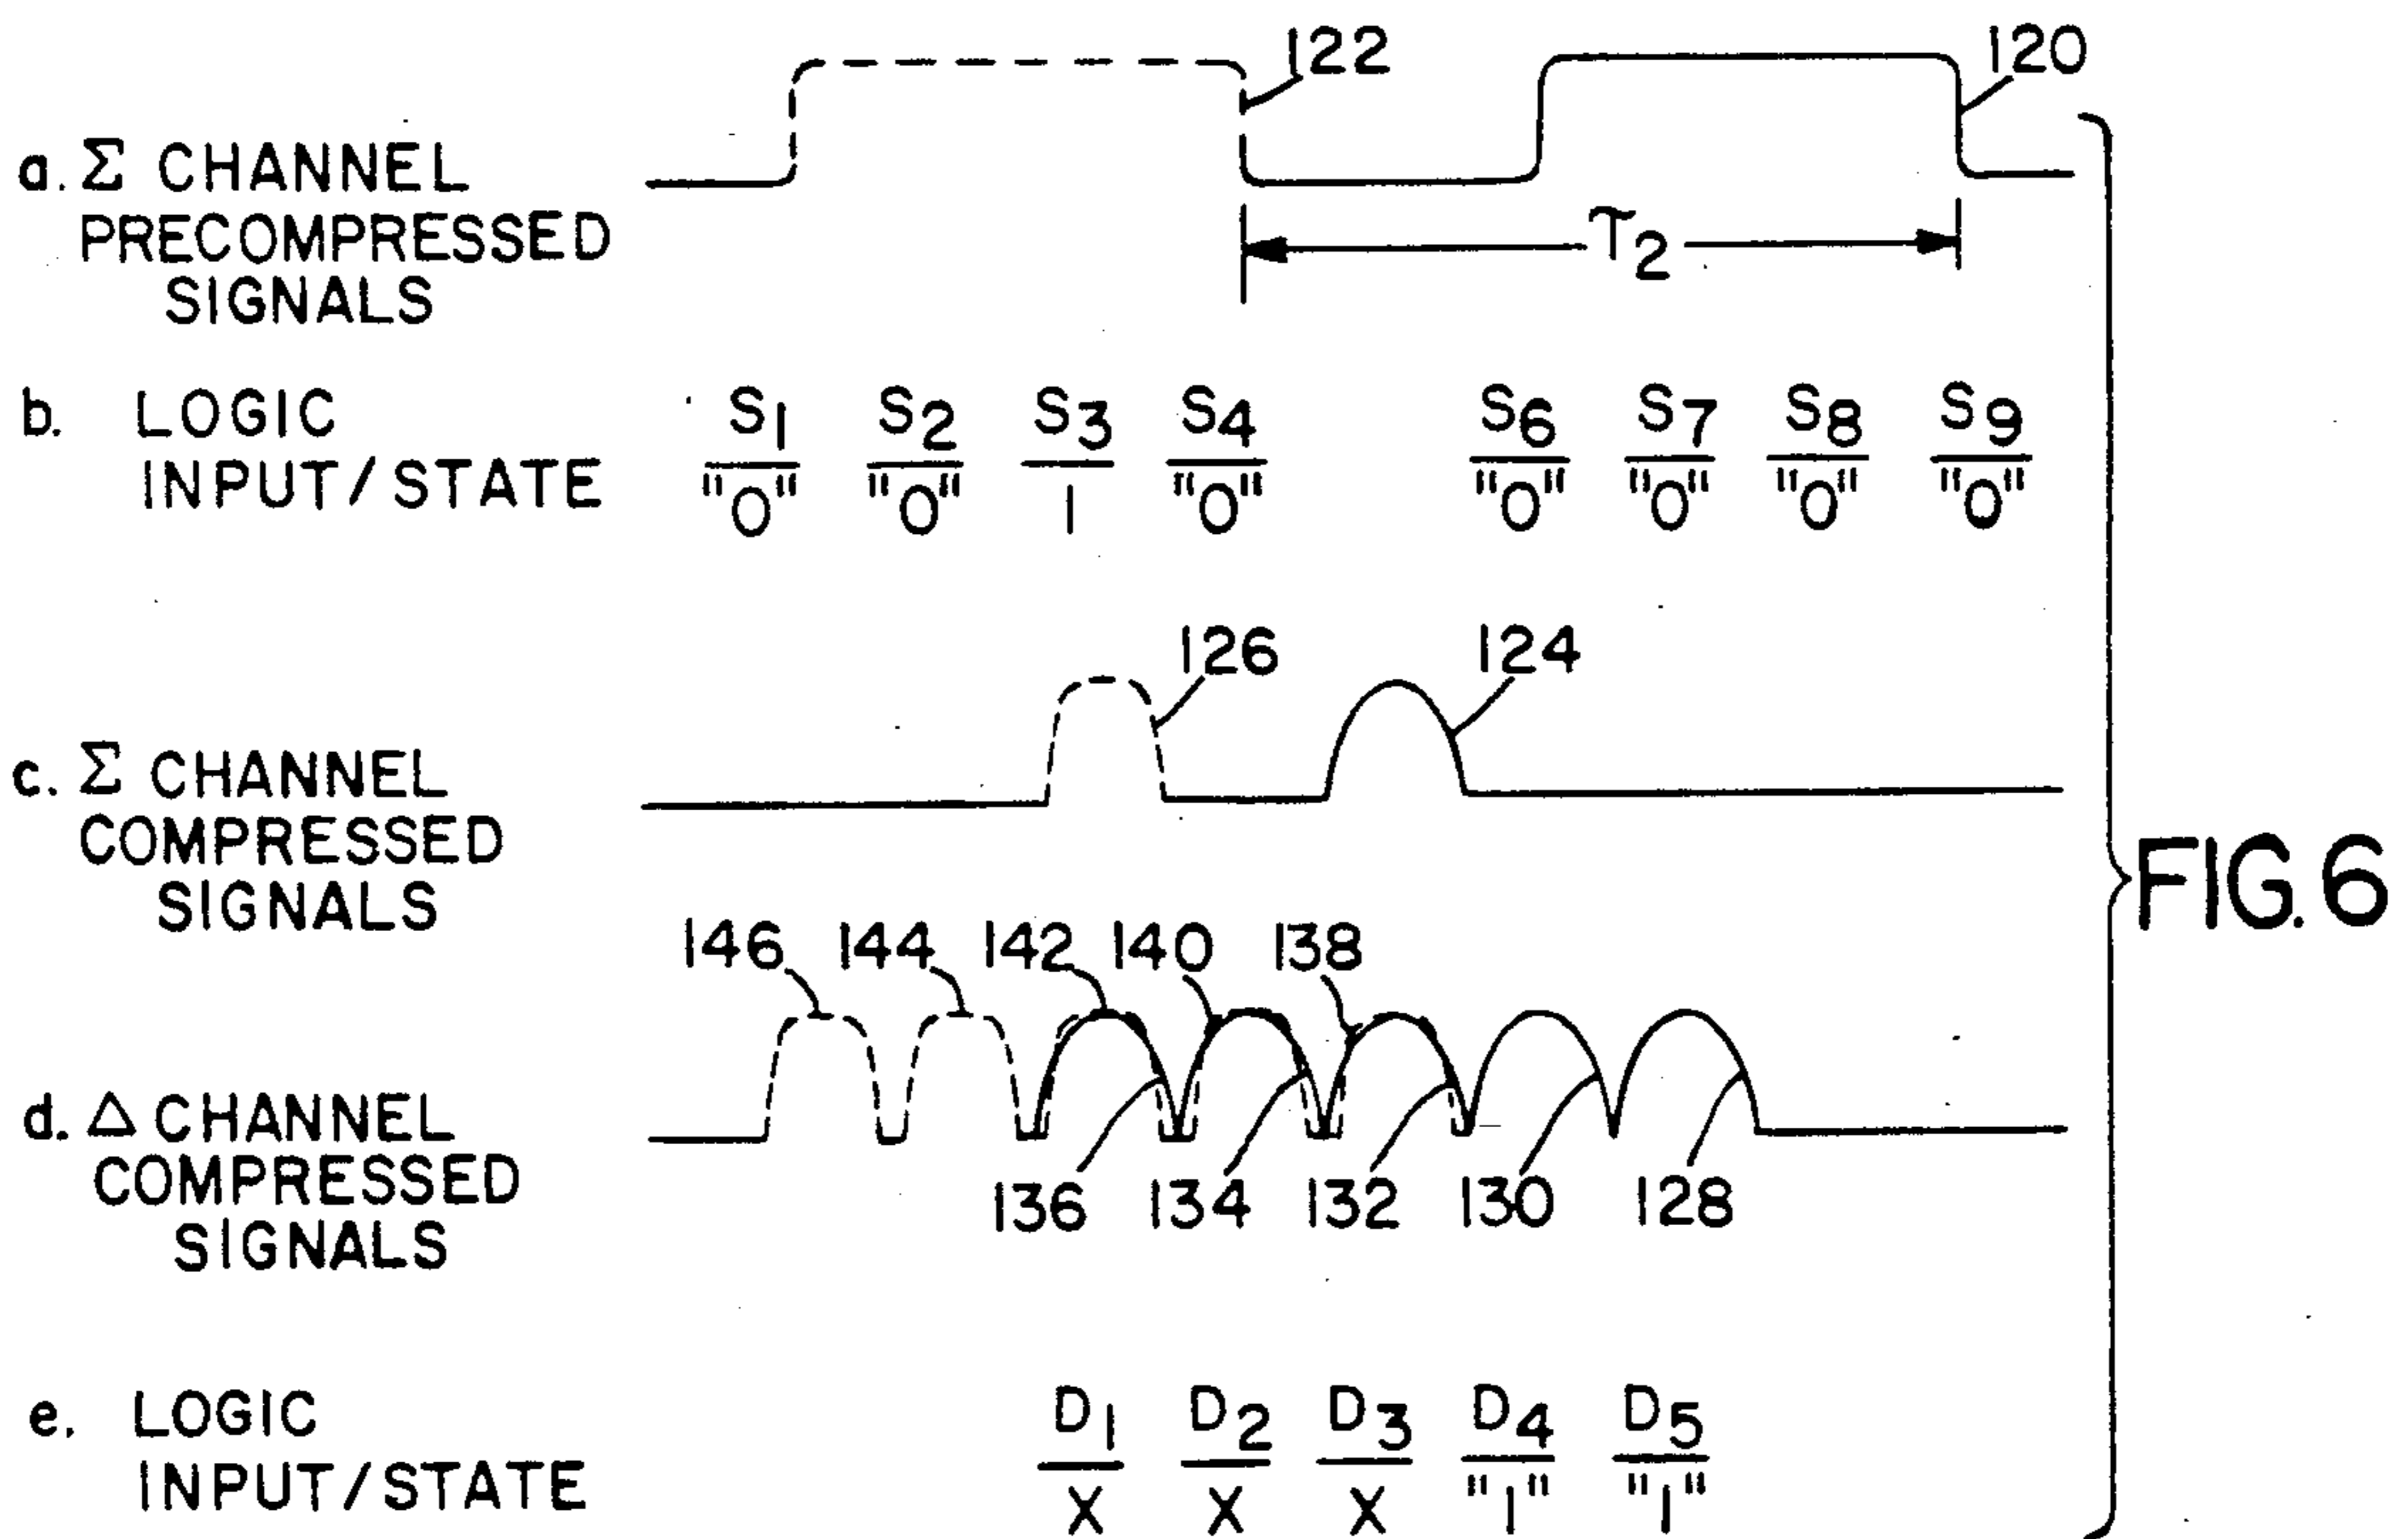 122 120
a. Σ CHANNEL
PRECOMPRESSED
SIGNALS
τ2
b. LOGIC
INPUT/STATE
S1 S2 S3 S4 S6 S7 S8 S9
"0" "0" 1 "0" "0" "0" "0" "0"
126 124
c. Σ CHANNEL
COMPRESSED
SIGNALS
FIG. 6
146 144 142 140 138
d. Δ CHANNEL
COMPRESSED
SIGNALS
136 134 132 130 128
e. LOGIC
INPUT/STATE
D1 D2 D3 D4 D5
X X X "1" "1"